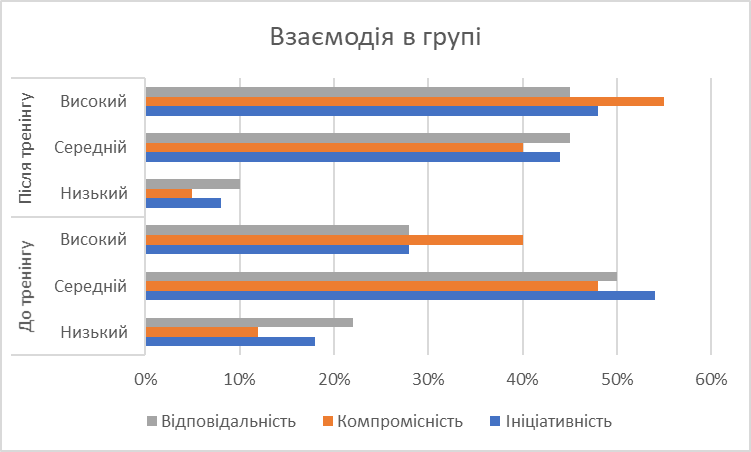 Взаємодія в групі
Після тренінгу
Високий
Середній
Низький
До тренінгу
Високий
Середній
Низький
0% 10% 20% 30% 40% 50% 60%
Відповідальність Компромісність Ініціативність